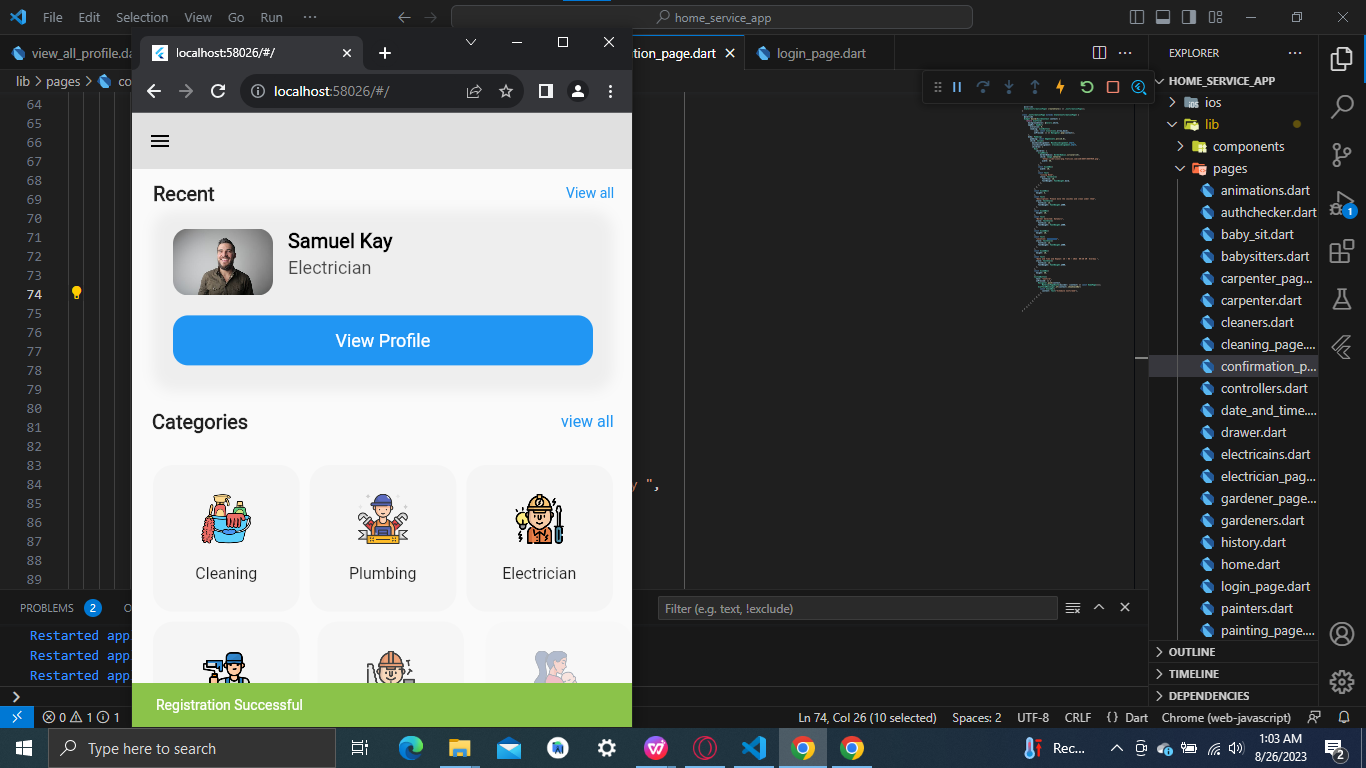 File Edit Selection View Go Run ···
home_service_app
view_all_profile.da
tion_page.dart
login_page.dart
EXPLORER
lib > pages > co
localhost:58026/#/
localhost:58026/#/
HOME_SERVICE_APP
ios
lib
components
pages
animations.dart
authchecker.dart
baby_sit.dart
babysitters.dart
carpenter_pag...
carpenter.dart
cleaners.dart
cleaning_page....
confirmation_p...
controllers.dart
date_and_time....
drawer.dart
electricains.dart
electrician_pag...
gardener_page...
gardeners.dart
history.dart
home.dart
login_page.dart
painters.dart
painting_page....
OUTLINE
TIMELINE
DEPENDENCIES
64
65
66
67
68
69
70
71
72
73
74
75
76
77
78
79
80
81
82
83
84
85
86
87
88
89
y ",
Recent
View all
Samuel Kay
Electrician
View Profile
Categories
view all
Cleaning
Plumbing
Electrician
Registration Successful
PROBLEMS 2 O
Filter (e.g. text, !exclude)
Restarted app
Restarted app
Restarted app
0 1 1
Ln 74, Col 26 (10 selected) Spaces: 2 UTF-8 CRLF {} Dart Chrome (web-javascript)
1
Type here to search
Rec...
1:03 AM
8/26/2023
2